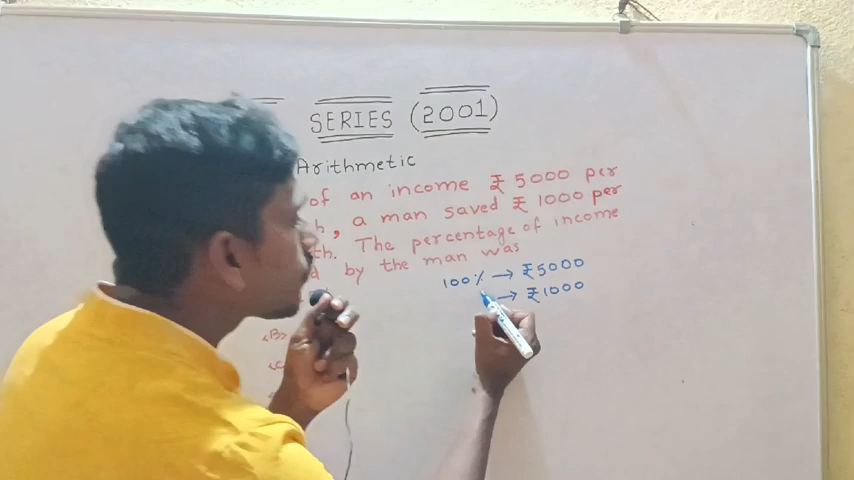 SERIES (2001)
Arithmetic
of an income ₹ 5000 per
h, a man saved ₹ 1000 per
th. The percentage of income
d by the man was
100% → ₹5000
→ ₹1000
(B)
(C